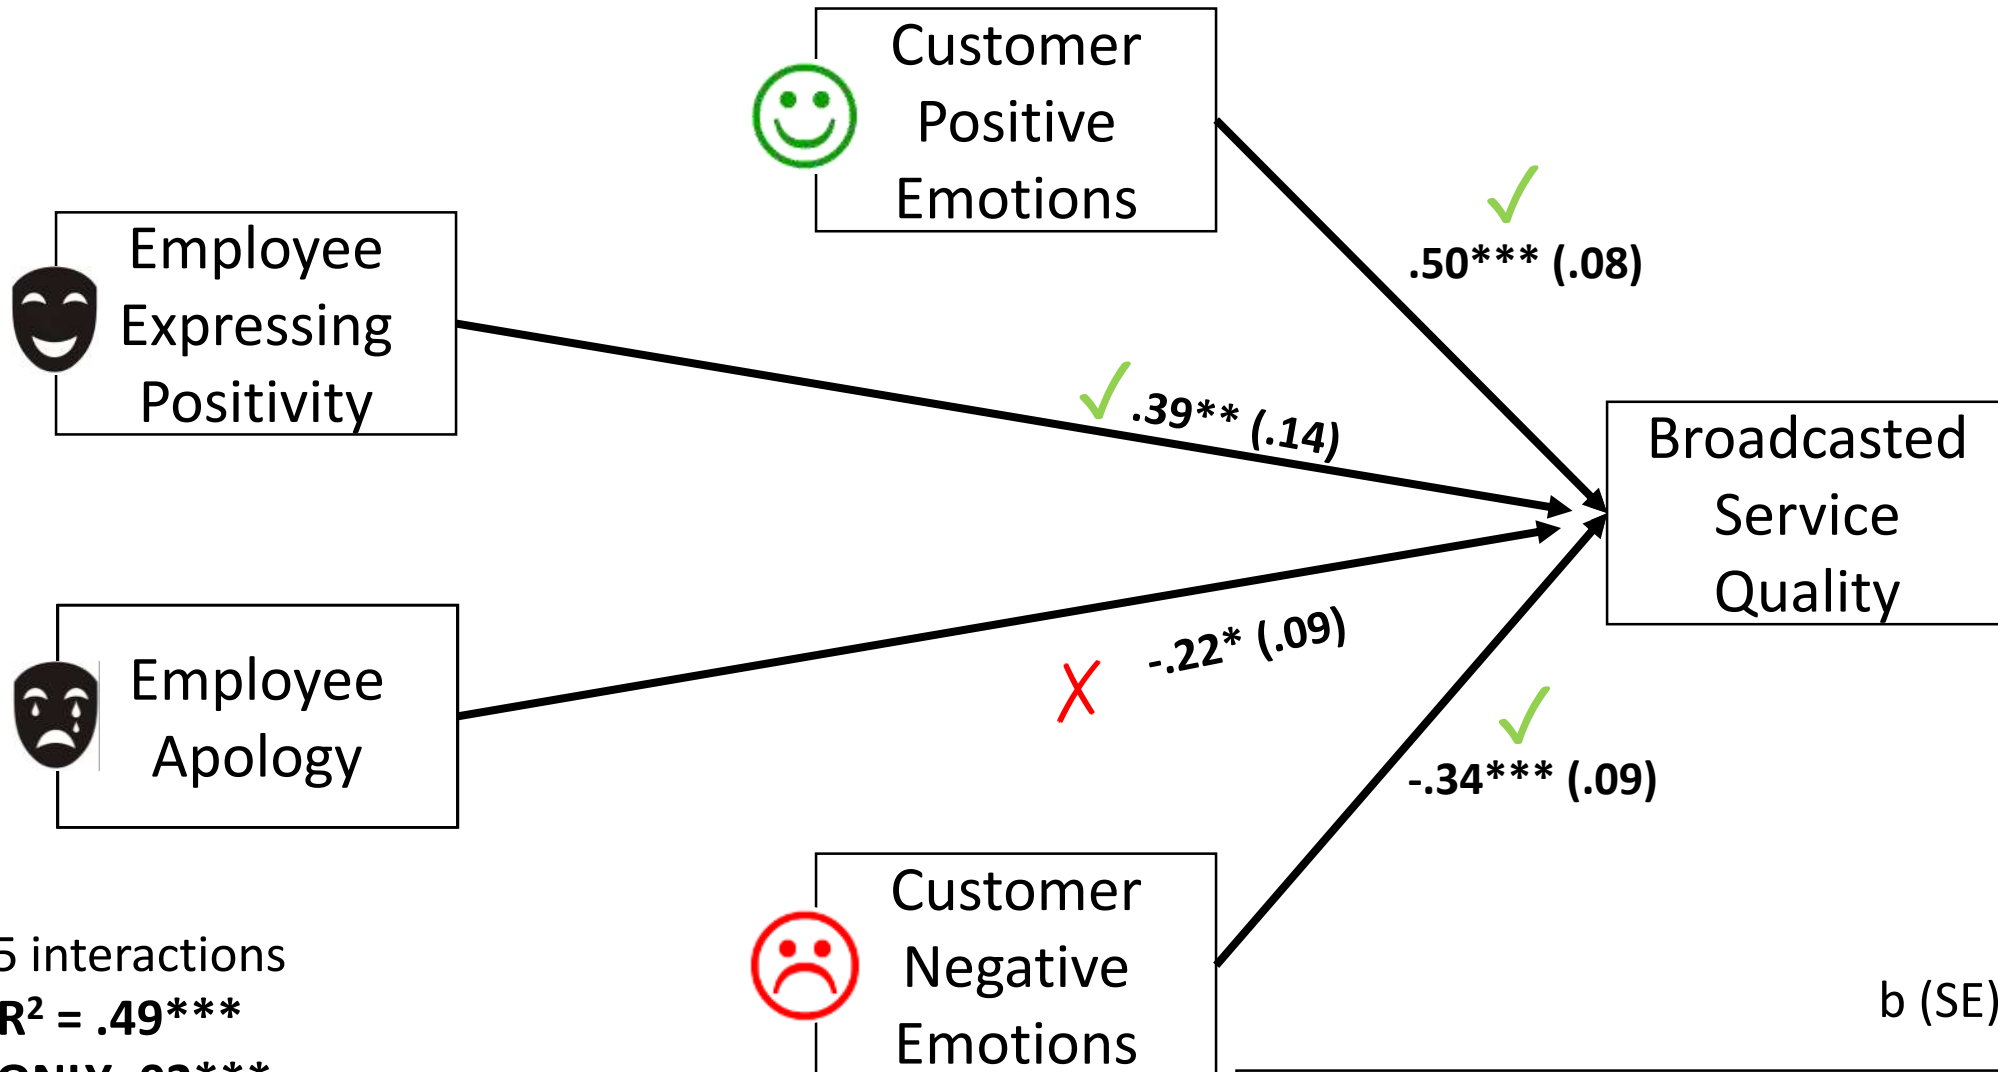 Customer
Positive
Emotions
.50*** (.08)
Employee
Expressing
Positivity
.39** (.14)
Broadcasted
Service
Quality
Employee
Apology
-.22* (.09)
-.34*** (.09)
Customer
Negative
Emotions
5 interactions
R² = .49***
b (SE)